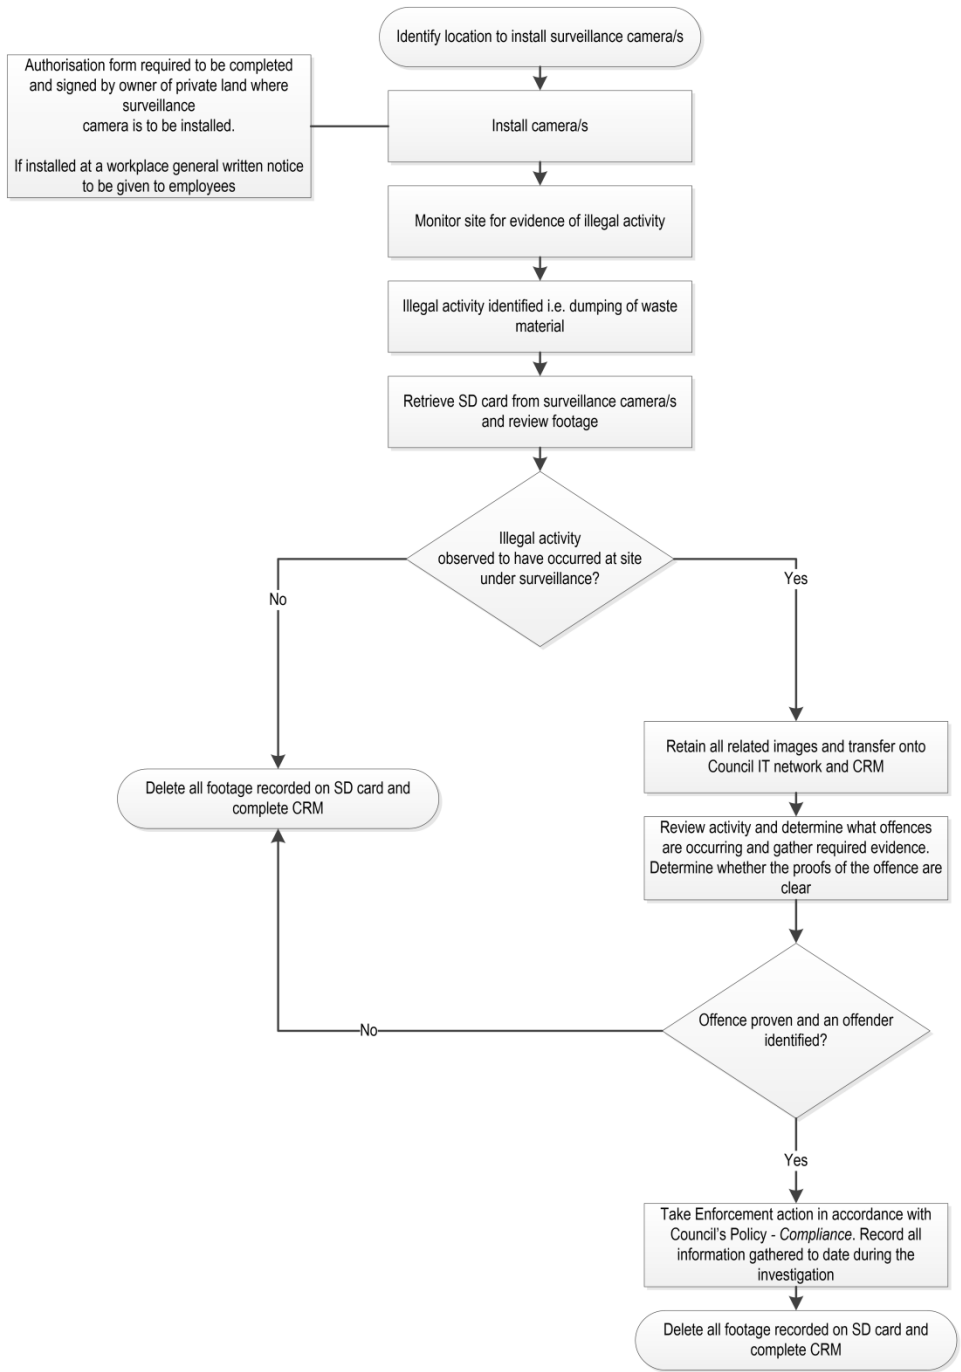 Identify location to install surveillance camera/s
Authorisation form required to be completed
and signed by owner of private land where
surveillance
camera is to be installed.
If installed at a workplace general written notice
to be given to employees
Install camera/s
Monitor site for evidence of illegal activity
Illegal activity identified i.e. dumping of waste
material
Retrieve SD card from surveillance camera/s
and review footage
Illegal activity
observed to have occurred at site
under surveillance?
No
Yes
Retain all related images and transfer onto
Council IT network and CRM
Delete all footage recorded on SD card and
complete CRM
Review activity and determine what offences
are occurring and gather required evidence.
Determine whether the proofs of the offence are
clear
Offence proven and an offender
identified?
No
Yes
Take Enforcement action in accordance with
Council's Policy - Compliance. Record all
information gathered to date during the
investigation
Delete all footage recorded on SD card and
complete CRM